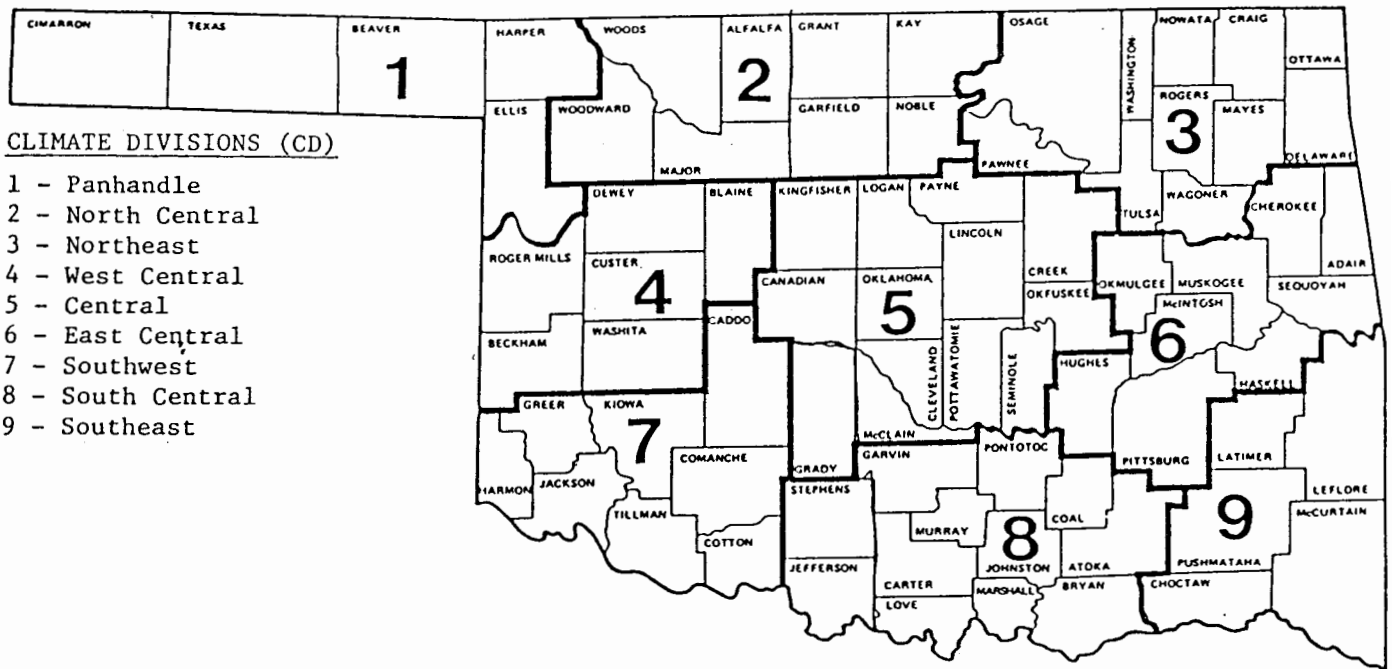 CIMARRON TEXAS BEAVER HARPER WOODS ALFALFA GRANT KAY OSAGE NOWATA CRAIG
OTTAWA
WASHINGTON
1 2 3
ELLIS WOODWARD GARFIELD NOBLE ROGERS MAYES
CLIMATE DIVISIONS (CD)
1 - Panhandle
2 - North Central
3 - Northeast
4 - West Central
5 - Central
6 - East Central
7 - Southwest
8 - South Central
9 - Southeast
MAJOR PAWNEE DELAWARE
DEWEY BLAINE KINGFISHER LOGAN PAYNE TULSA WAGONER CHEROKEE
LINCOLN
ROGER MILLS CUSTER CANADIAN OKLAHOMA CREEK OKMULGEE MUSKOGEE ADAIR
SEQUOYAH
4 5 6
OKFUSKEE McINTOSH
BECKHAM WASHITA CADDO
CLEVELAND POTTAWATOMIE SEMINOLE HUGHES HASKELL
GREER KIOWA
7
McCLAIN
GARVIN PONTOTOC PITTSBURG LATIMER
COMANCHE GRADY
HARMON JACKSON STEPHENS LEFLORE
TILLMAN McCURTAIN
COAL
MURRAY 8 9
COTTON
JEFFERSON JOHNSTON ATOKA PUSHMATAHA
CARTER MARSHALL BRYAN CHOCTAW
LOVE